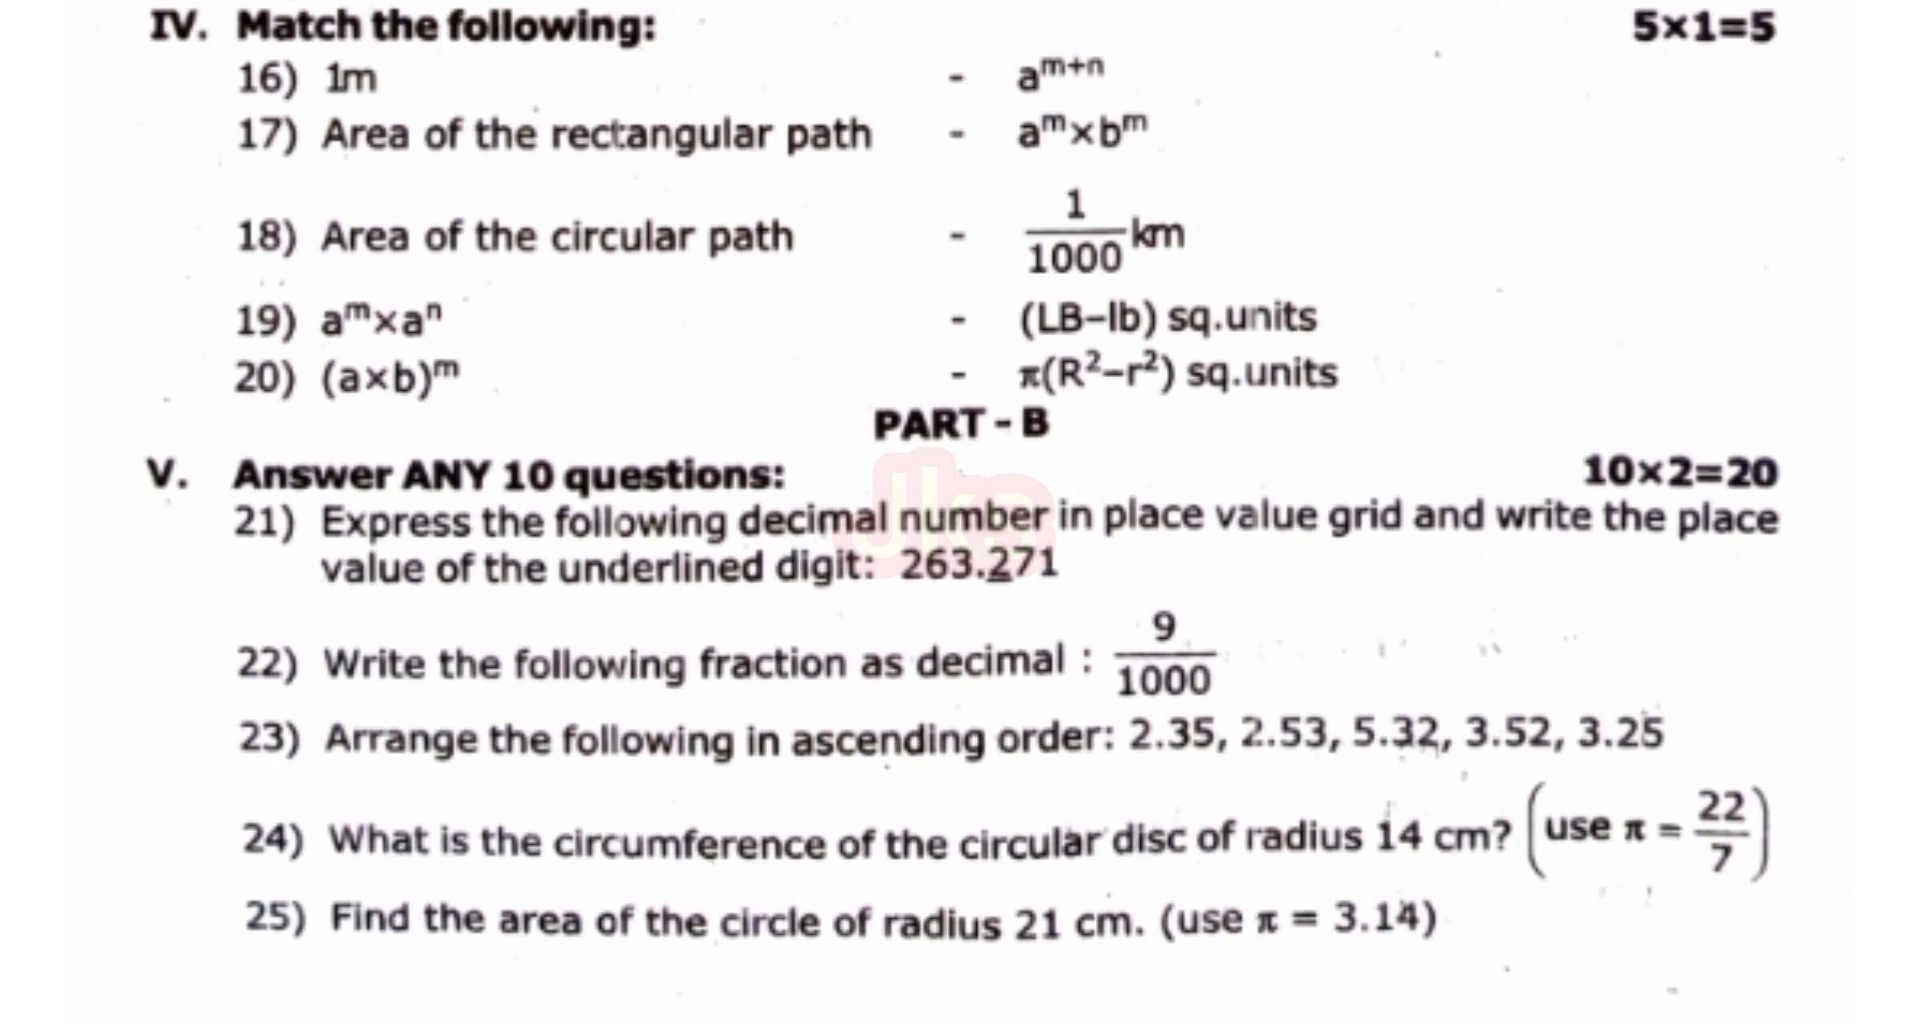 IV. Match the following: 5×1=5
16) 1m - a^{m+n}
17) Area of the rectangular path - a^m×b^m
18) Area of the circular path - 1/1000 km
19) a^m×a^n - (LB–lb) sq.units
20) (a×b)^m - π(R²–r²) sq.units
PART - B
V. Answer ANY 10 questions: 10×2=20
21) Express the following decimal number in place value grid and write the place
value of the underlined digit: 263.271
22) Write the following fraction as decimal : 9/1000
23) Arrange the following in ascending order: 2.35, 2.53, 5.32, 3.52, 3.25
24) What is the circumference of the circular disc of radius 14 cm? (use π = 22/7)
25) Find the area of the circle of radius 21 cm. (use π = 3.14)